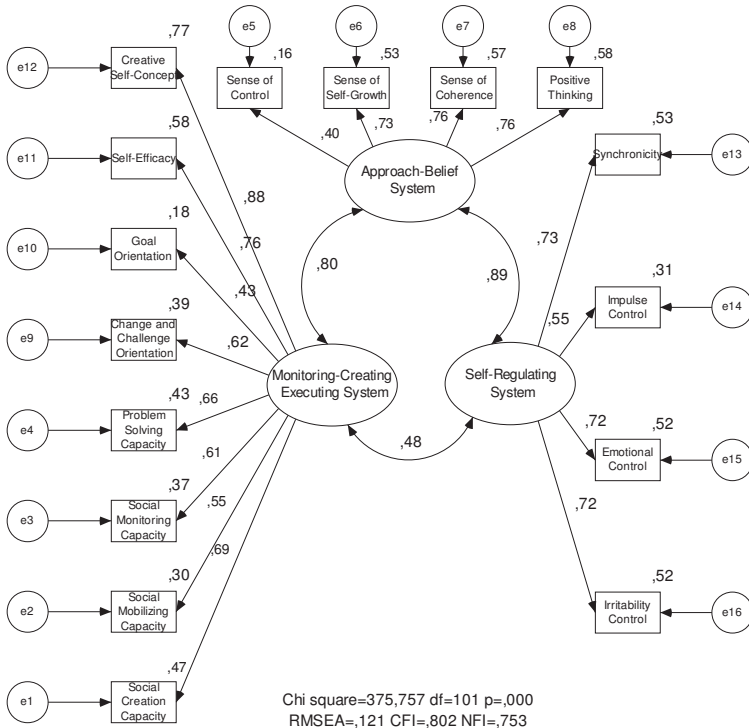 ,77
e12
Creative
Self-Concept
e5
,16
Sense of
Control
e6
,53
Sense of
Self-Growth
e7
,57
Sense of
Coherence
e8
,58
Positive
Thinking
,40
,73
,76
,76
Approach-Belief
System
,58
e11
Self-Efficacy
,53
Synchronicity
e13
,88
,18
e10
Goal
Orientation
,76
,80
,89
,73
,43
,31
Impulse
Control
e14
,55
,39
e9
Change and
Challenge
Orientation
,62
Monitoring-Creating
Executing System
Self-Regulating
System
,43
e4
Problem
Solving
Capacity
,66
,48
,72
,52
Emotional
Control
e15
,61
,72
,37
e3
Social
Monitoring
Capacity
,55
,69
,30
e2
Social
Mobilizing
Capacity
,52
Irritability
Control
e16
,47
e1
Social
Creation
Capacity
Chi square=375,757 df=101 p=,000
RMSEA=,121 CFI=,802 NFI=,753